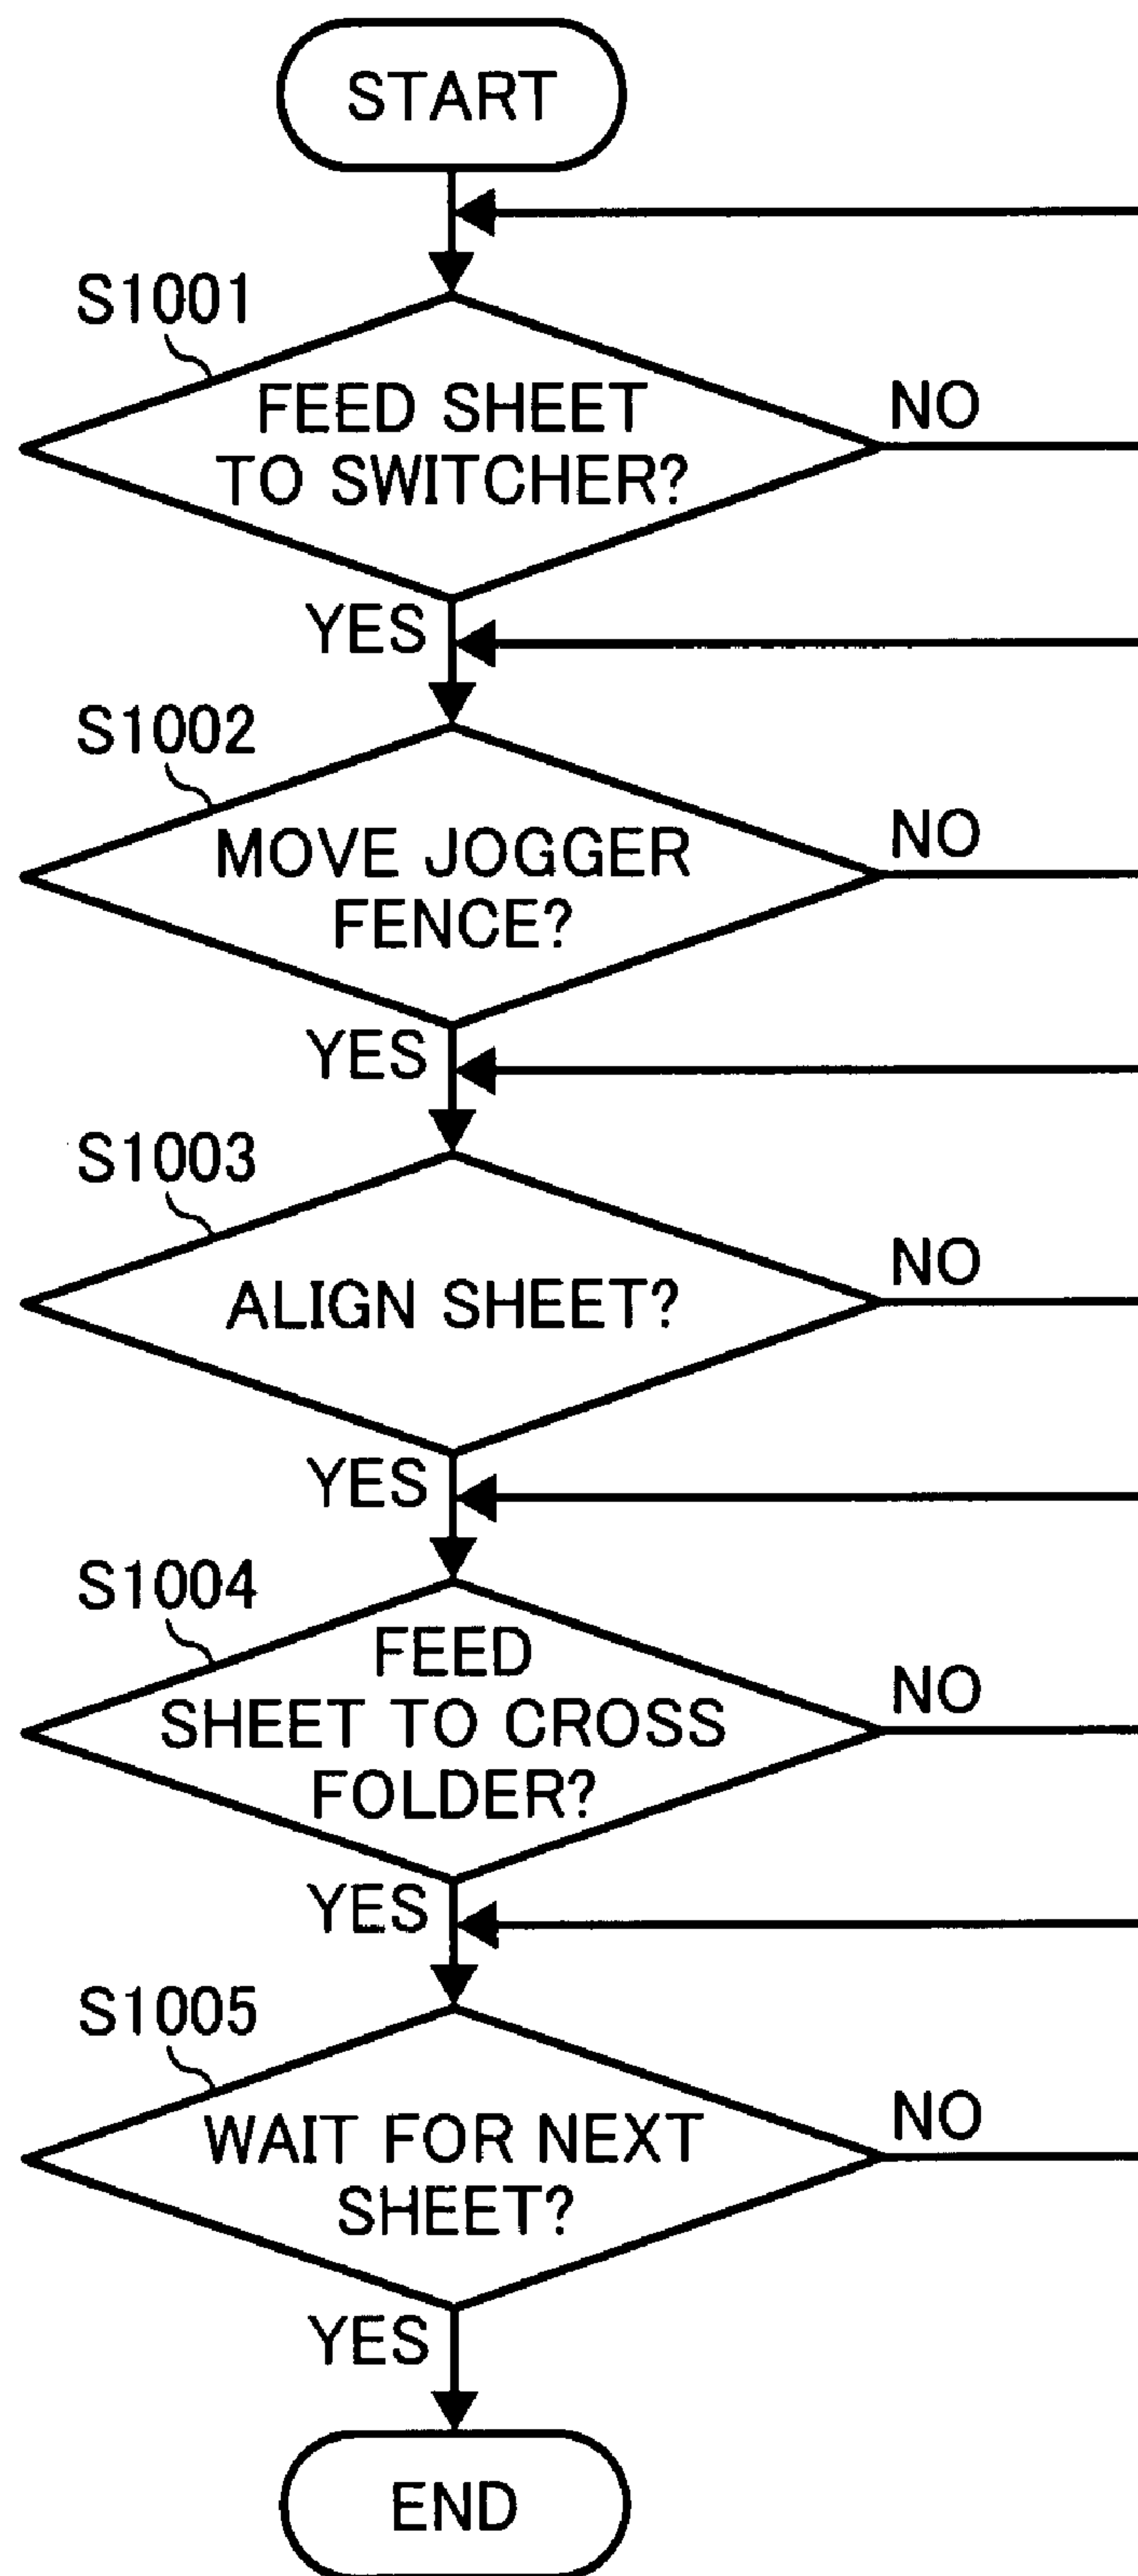 START
S1001
FEED SHEET
TO SWITCHER?
NO
YES
S1002
MOVE JOGGER
FENCE?
NO
YES
S1003
ALIGN SHEET?
NO
YES
S1004
FEED
SHEET TO CROSS
FOLDER?
NO
YES
S1005
WAIT FOR NEXT
SHEET?
NO
YES
END